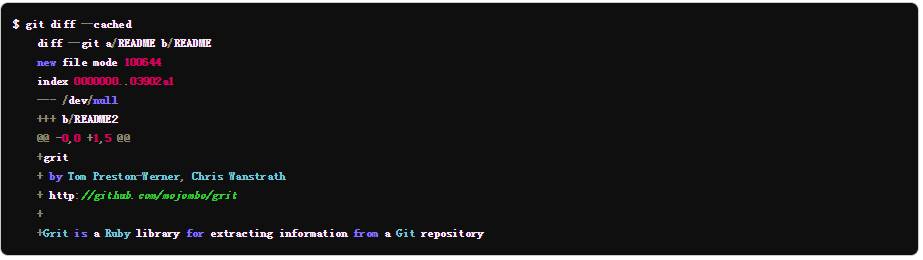 $ git diff --cached
diff --git a/README b/README
new file mode 100644
index 0000000..03902a1
--- /dev/null
+++ b/README2
@@ -0,0 +1,5 @@
+grit
+ by Tom Preston-Werner, Chris Wanstrath
+ http://github.com/mojombo/grit
+
+Grit is a Ruby library for extracting information from a Git repository